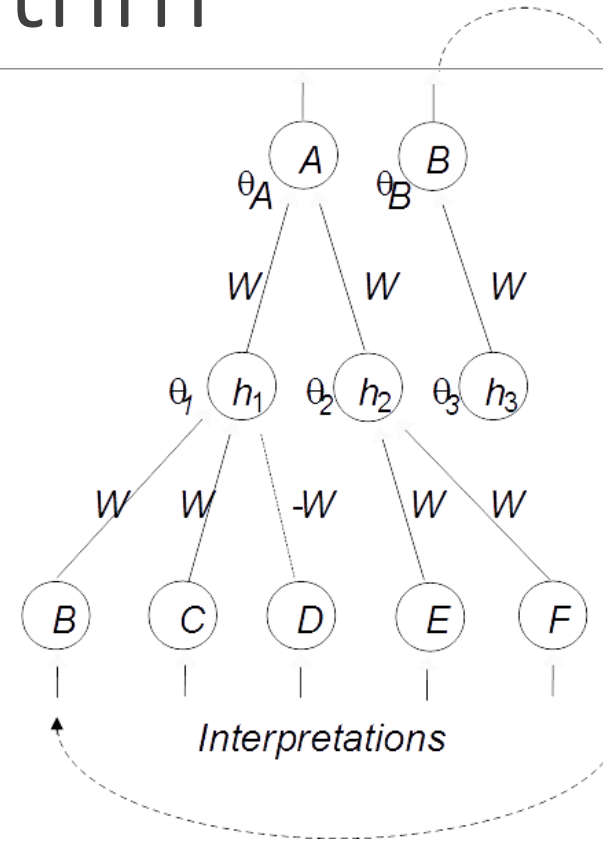 A B
θA θB
W W W
θ1 h1 θ2 h2 θ3 h3
W W -W W W
B C D E F
Interpretations